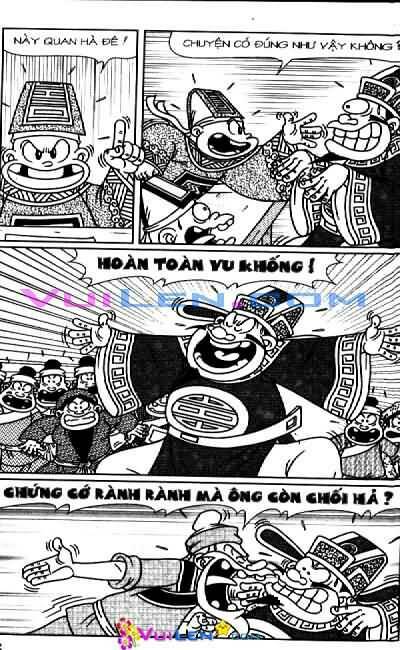 NÀY QUAN HÀ ĐÊ !
CHUYỆN CÓ ĐÚNG NHƯ VẬY KHÔNG ?
HOÀN TOÀN VU KHỐNG !
VUILEN.COM
CHỨNG CỚ RÀNH RÀNH MÀ ÔNG CÒN CHỐI HẢ ?
VUILEN